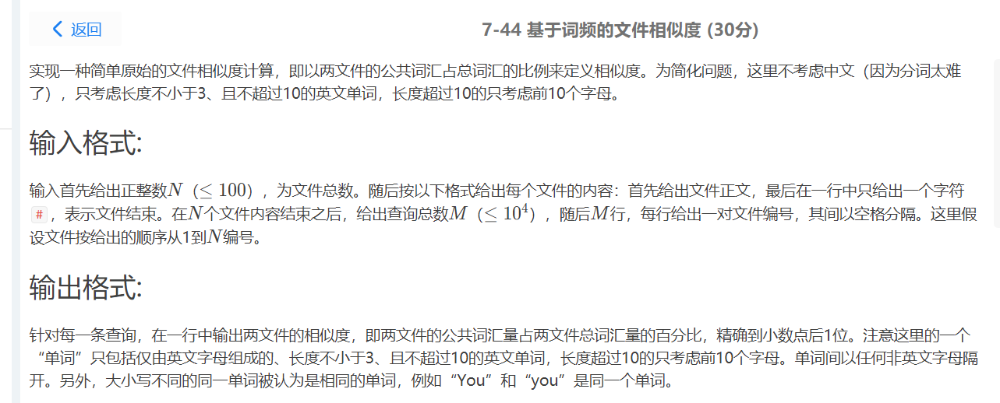 返回
7-44 基于词频的文件相似度 (30分)
实现一种简单原始的文件相似度计算，即以两文件的公共词汇占总词汇的比例来定义相似度。为简化问题，这里不考虑中文（因为分词太难
了），只考虑长度不小于3、且不超过10的英文单词，长度超过10的只考虑前10个字母。
输入格式:
输入首先给出正整数N（≤ 100），为文件总数。随后按以下格式给出每个文件的内容：首先给出文件正文，最后在一行中只给出一个字符
#，表示文件结束。在N个文件内容结束之后，给出查询总数M（≤ 10⁴），随后M行，每行给出一对文件编号，其间以空格分隔。这里假
设文件按给出的顺序从1到N编号。
输出格式:
针对每一条查询，在一行中输出两文件的相似度，即两文件的公共词汇量占两文件总词汇量的百分比，精确到小数点后1位。注意这里的一个
“单词”只包括仅由英文字母组成的、长度不小于3、且不超过10的英文单词，长度超过10的只考虑前10个字母。单词间以任何非英文字母隔
开。另外，大小写不同的同一单词被认为是相同的单词，例如“You”和“you”是同一个单词。